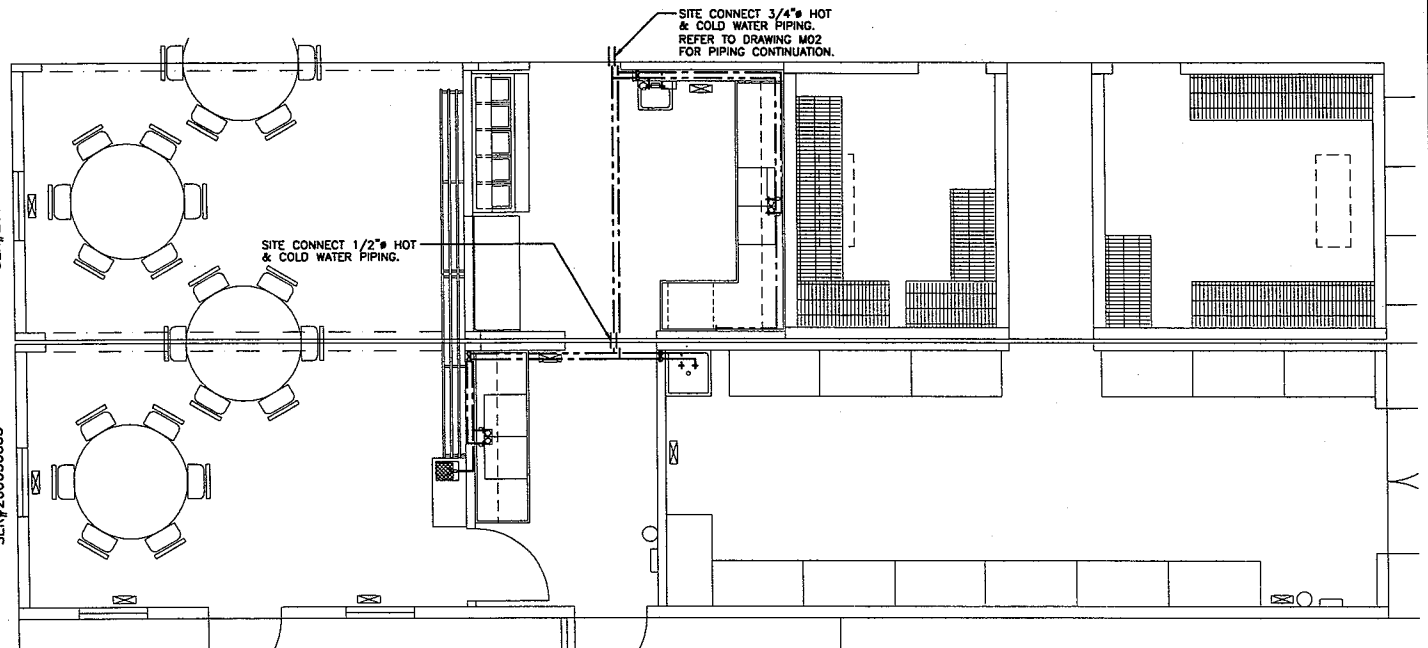 SITE CONNECT 3/4"ø HOT
& COLD WATER PIPING.
REFER TO DRAWING M02
FOR PIPING CONTINUATION.
SITE CONNECT 1/2"ø HOT
& COLD WATER PIPING.